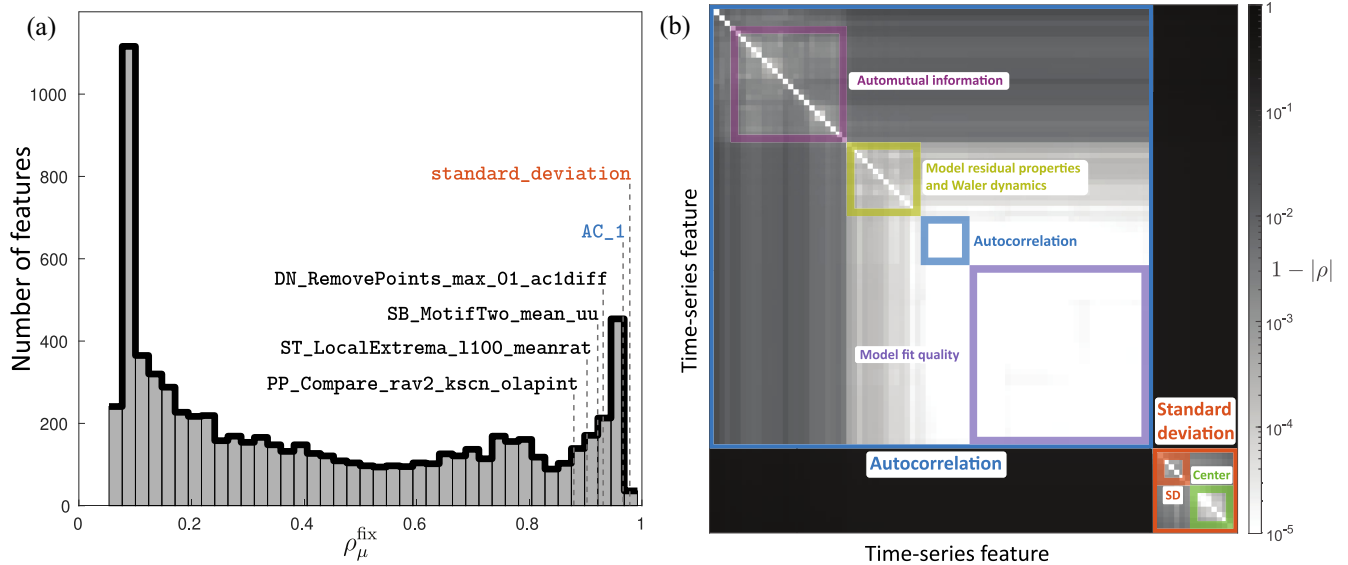 (a)
Number of features
1000
800
600
400
200
0
0
0.2
0.4
0.6
0.8
1
ρ_μ^fix
standard_deviation
AC_1
DN_RemovePoints_max_01_ac1diff
SB_MotifTwo_mean_uu
ST_LocalExtrema_l100_meanrat
PP_Compare_rav2_kscn_olapint
(b)
Time-series feature
Automutual information
Model residual properties
and Waler dynamics
Autocorrelation
Model fit quality
Autocorrelation
Standard
deviation
SD
Center
Time-series feature
1
10^-1
10^-2
10^-3
10^-4
10^-5
1 − |ρ|